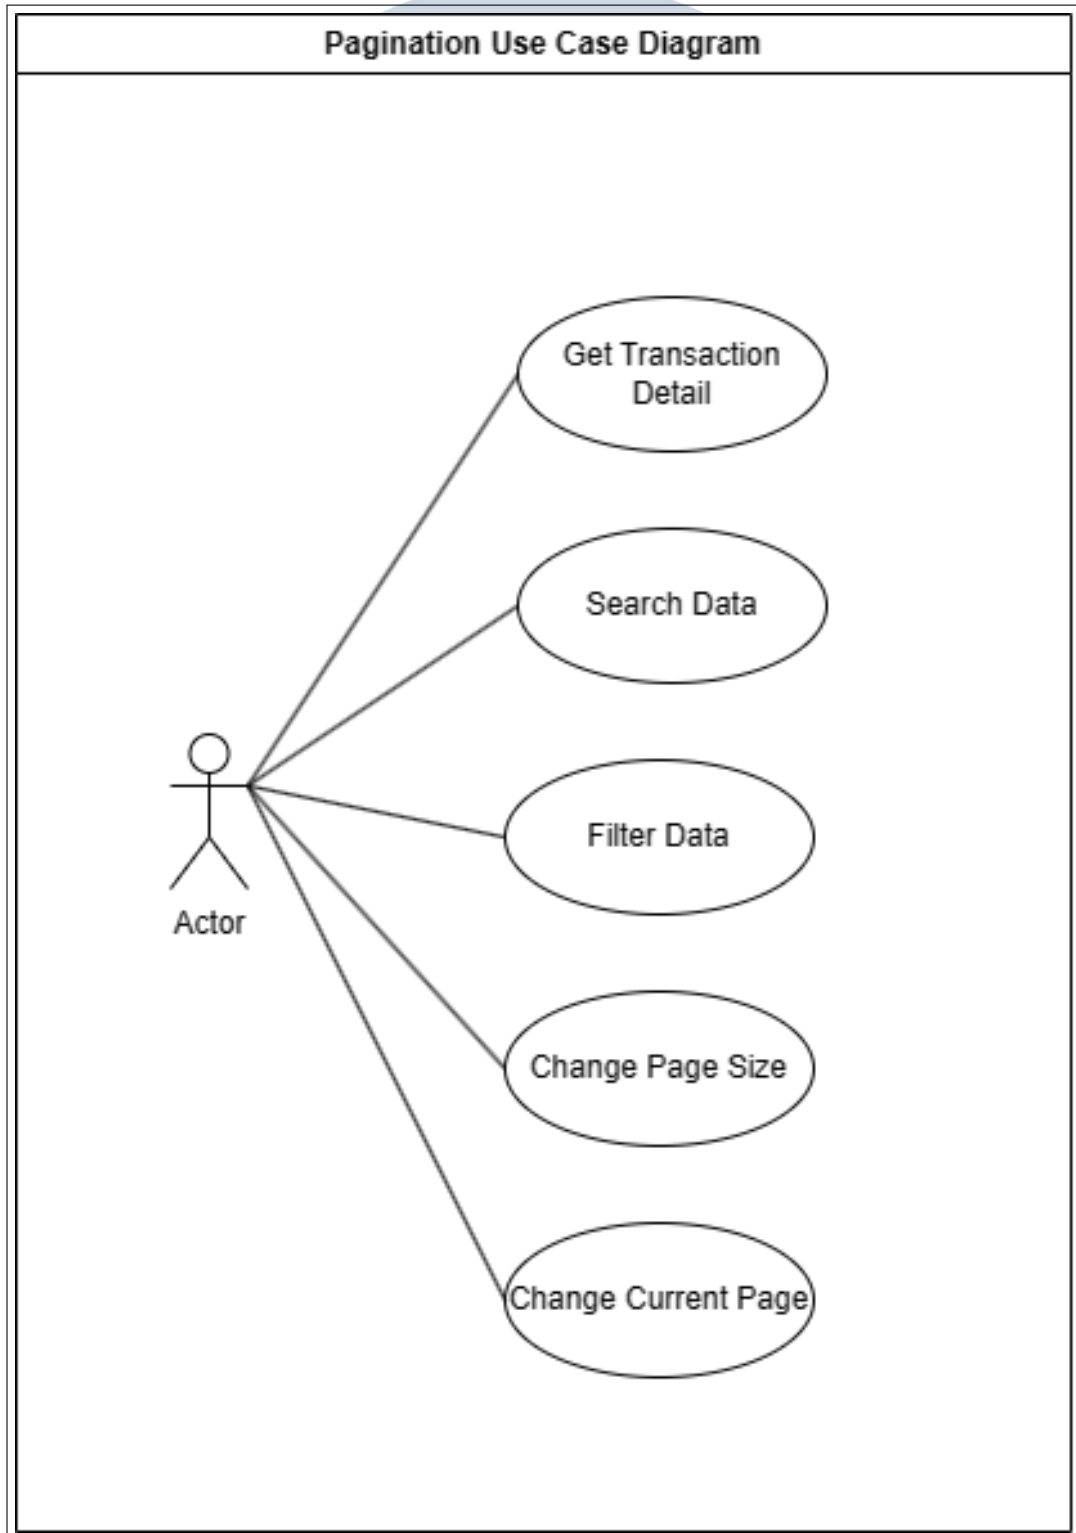 Pagination Use Case Diagram
Get Transaction
Detail
Search Data
Filter Data
Actor
Change Page Size
Change Current Page